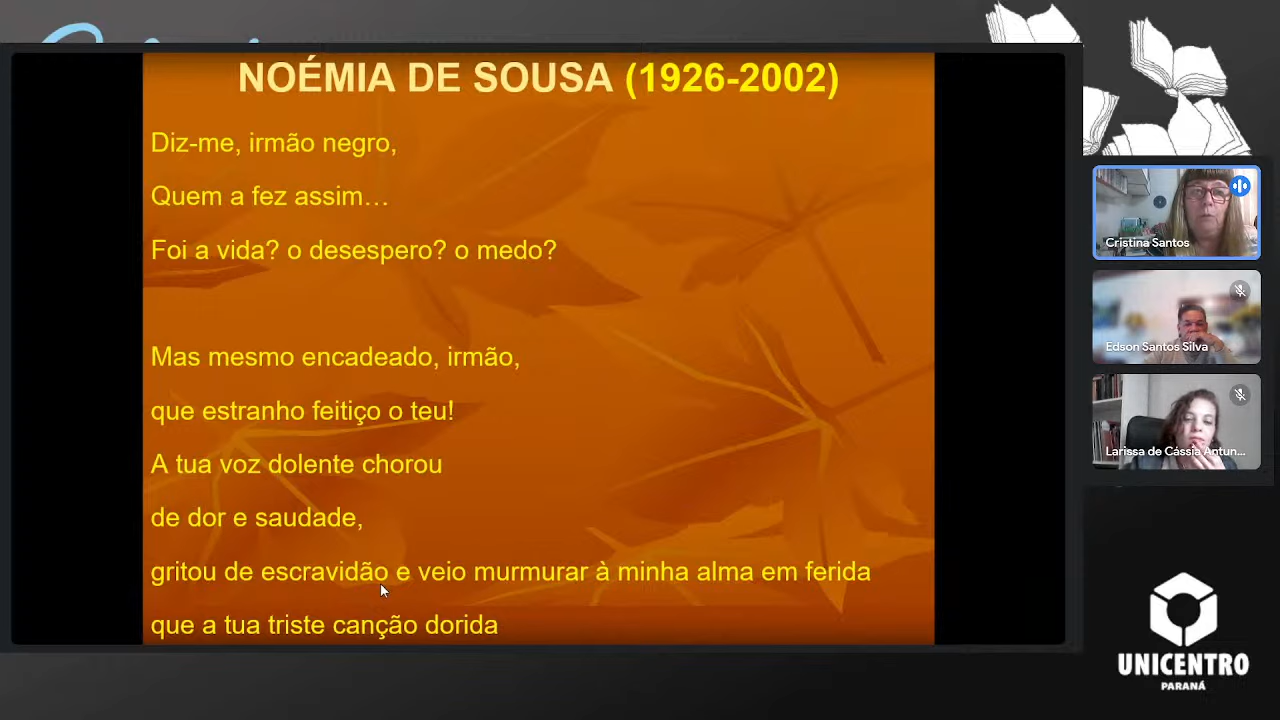 NOÉMIA DE SOUSA (1926-2002)
Diz-me, irmão negro,
Quem a fez assim…
Foi a vida? o desespero? o medo?
Mas mesmo encadeado, irmão,
que estranho feitiço o teu!
A tua voz dolente chorou
de dor e saudade,
gritou de escravidão e veio murmurar à minha alma em ferida
que a tua triste canção dorida
Cristina Santos
Edson Santos Silva
Larissa de Cássia Antun...
UNICENTRO
PARANÁ